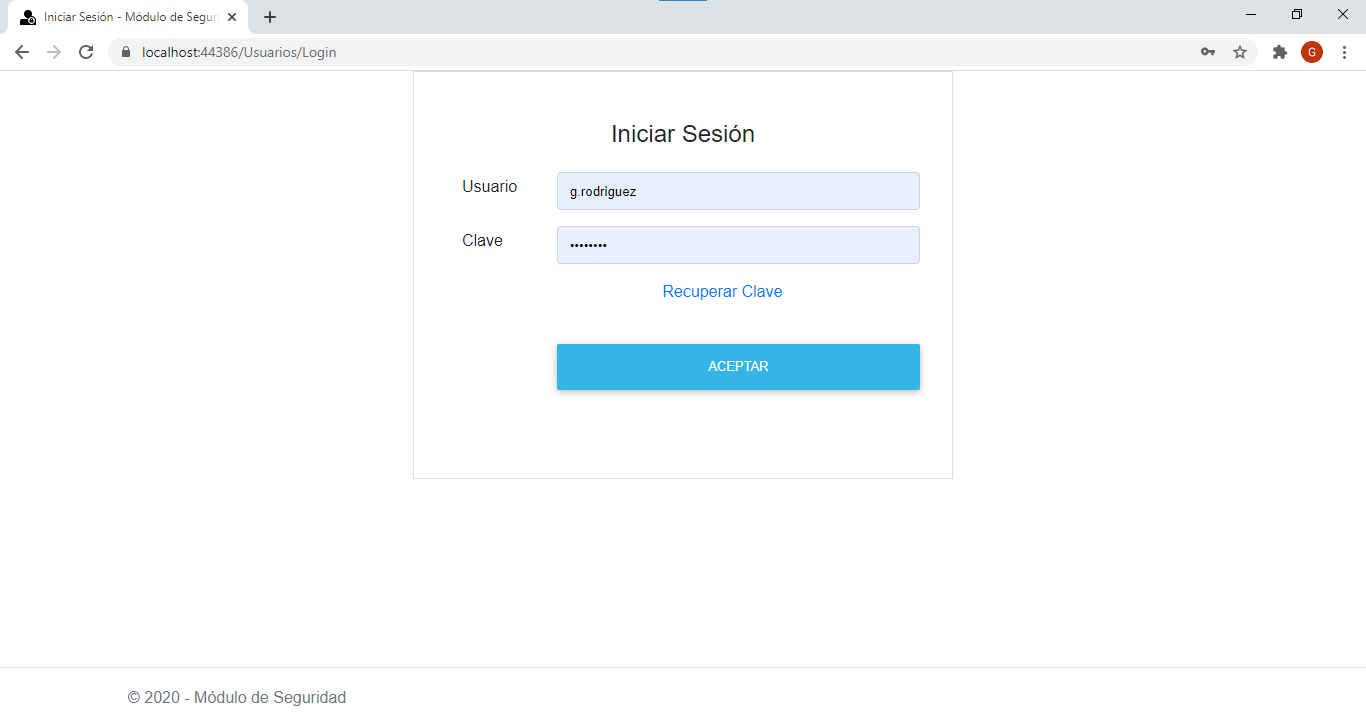 Iniciar Sesión - Módulo de Segur
localhost:44386/Usuarios/Login
G
Iniciar Sesión
Usuario
g.rodriguez
Clave
••••••••
Recuperar Clave
ACEPTAR
© 2020 - Módulo de Seguridad